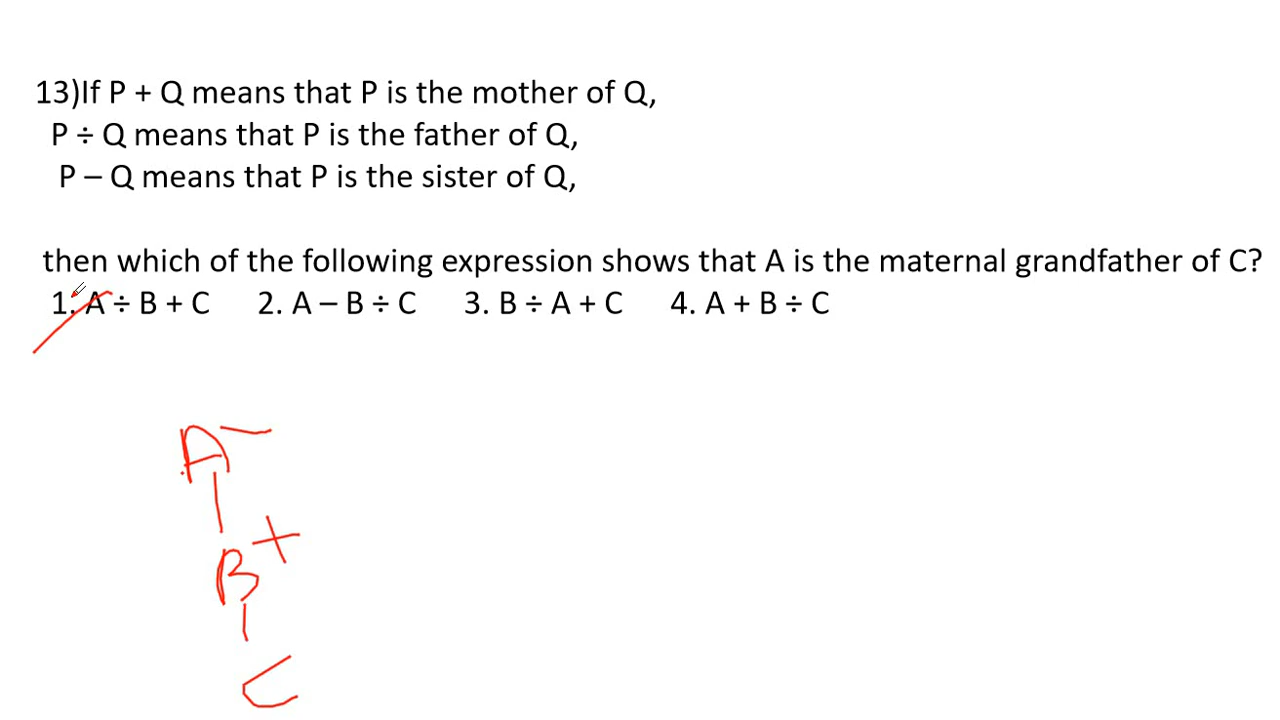 13)If P + Q means that P is the mother of Q,
P ÷ Q means that P is the father of Q,
P – Q means that P is the sister of Q,
then which of the following expression shows that A is the maternal grandfather of C?
1. A ÷ B + C 2. A – B ÷ C 3. B ÷ A + C 4. A + B ÷ C
A –
B +
C